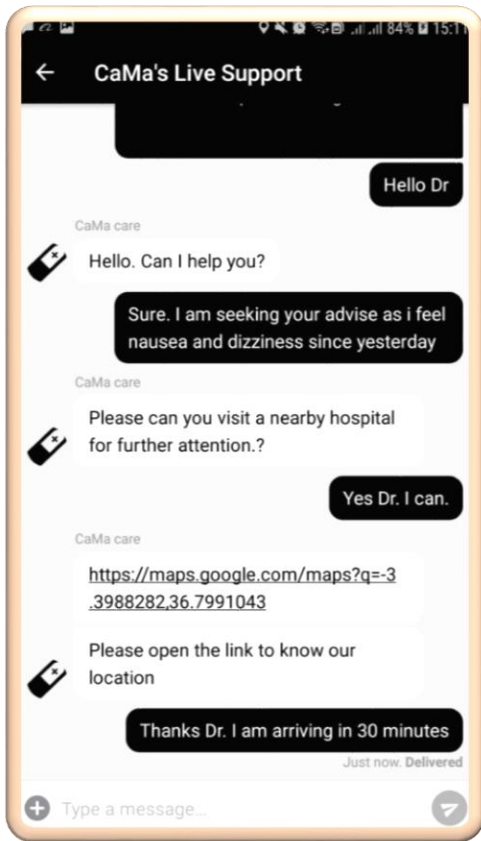 84% 15:11
CaMa's Live Support
Hello Dr
CaMa care
Hello. Can I help you?
Sure. I am seeking your advise as i feel
nausea and dizziness since yesterday
CaMa care
Please can you visit a nearby hospital
for further attention.?
Yes Dr. I can.
CaMa care
https://maps.google.com/maps?q=-3
.3988282,36.7991043
Please open the link to know our
location
Thanks Dr. I am arriving in 30 minutes
Just now. Delivered
Type a message...